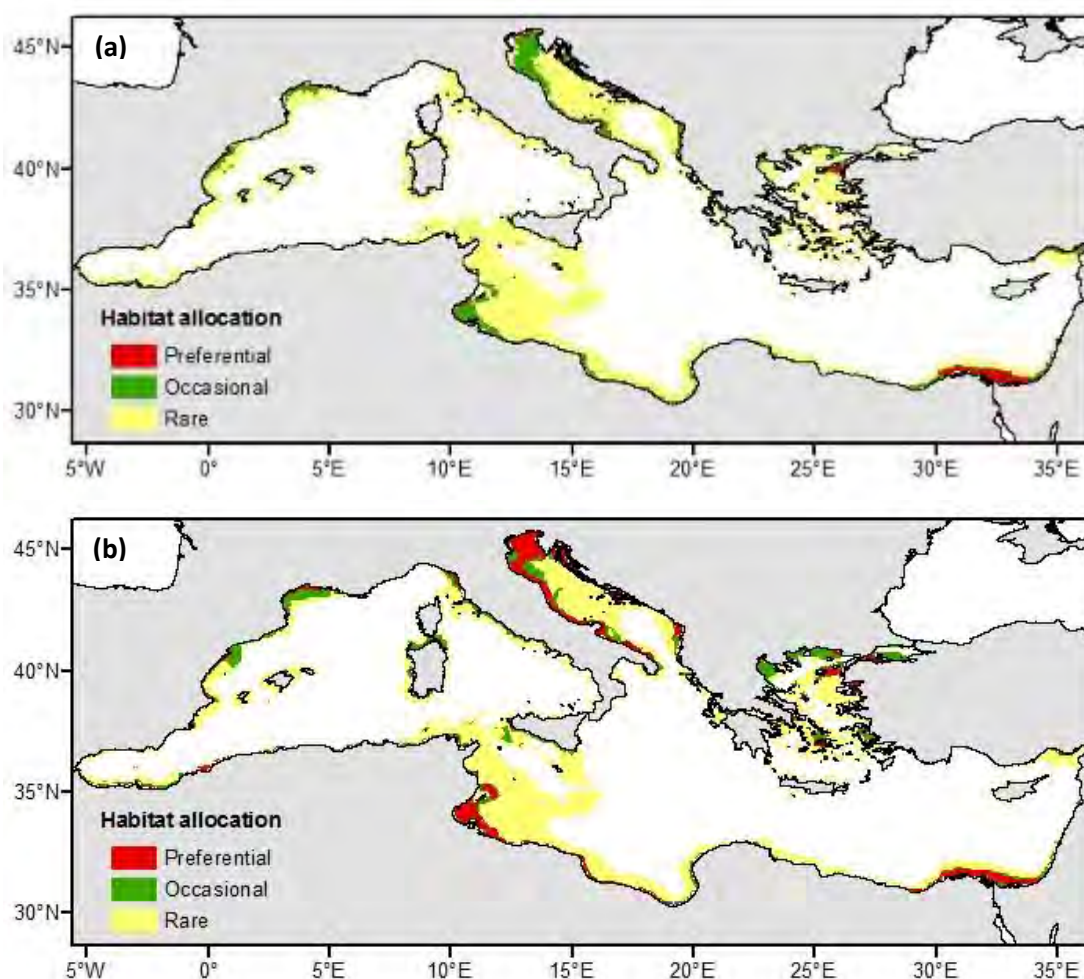 (a)
45°N
40°N
35°N
30°N
Habitat allocation
Preferential
Occasional
Rare
5°W 0° 5°E 10°E 15°E 20°E 25°E 30°E 35°E
(b)
45°N
40°N
35°N
30°N
Habitat allocation
Preferential
Occasional
Rare
5°W 0° 5°E 10°E 15°E 20°E 25°E 30°E 35°E